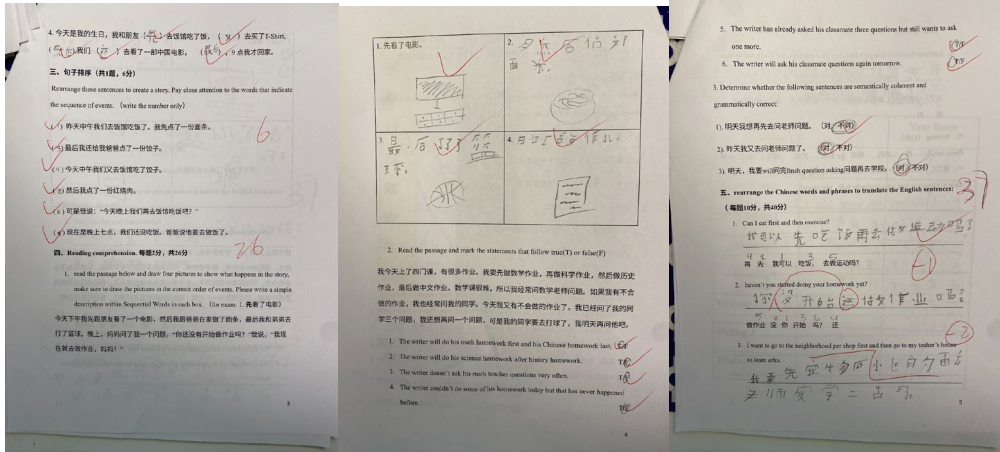 4. 今天是我的生日，我和朋友（先）去饭馆吃了饭，（又）去买了T-Shirt,
我们（还）去看了一部中国电影，（最后）, 9点我才回家。
三、句子排序（共1题，6分）
Rearrange these sentences to create a story. Pay close attention to the words that indicate
the sequence of events.（write the number only)
6
昨天中午我们去饭馆吃饭了。我先点了一份面条。
最后我还给我爸爸点了一份饺子。
今天中午我们又去饭馆吃了饺子。
然后我点了一份红烧肉。
可是我说：“今天晚上我们再去饭馆吃饭吧？”
现在是晚上七点，我们还没吃饭。爸爸说他要去做饭了。
26
四、Reading comprehension. 每题2分，共26分
1. read the passage below and draw four pictures to show what happens in the story,
make sure to draw the pictures in the correct order of events. Please write a simple
description within Sequential Words in each box.（for exam: 1. 先看了电影）
今天下午我先跟朋友看了一个电影，然后我跟爸爸在家做了面条，最后我和弟弟去
打了篮球。晚上，妈妈问了我一个问题，“你还没有开始做作业吗？”我说，“我现
在就去做作业，妈妈！”
3
1. 先看了电影。
2.
3. 最后打了
4.
2. Read the passage and mark the statements that follow true(T) or false(F)
我今天上了四门课，有很多作业。我要先做数学作业，再做科学作业，然后做历史
作业，最后做中文作业。数学课很难，所以我经常问数学老师问题。如果我有不会
做的作业，我也经常问我的同学。今天我又有不会做的作业了。我已经问了我的同
学三个问题，我还想再问一个问题，可是我的同学要去打球了，我明天再问他吧。
1. The writer will do his math homework first and his Chinese homework last.
2. The writer will do his science homework after history homework.
3. The writer doesn't ask his math teacher questions very often.
4. The writer couldn't do some of his homework today but that has never happened
before.
4
5. The writer has already asked his classmate three questions but still wants to ask
one more.
6. The writer will ask his classmate questions again tomorrow.
3. Determine whether the following sentences are semantically coherent and
grammatically correct:
1). 明天我想再先去问老师问题。（对/不对）
2). 昨天我又去问老师问题了。（对/不对）
3). 明天，我要will问完finish question asking问题再去学校。（对/不对）
37
五、rearrange the Chinese words and phrases to translate the English sentences:
（每题10分，共40分）
1. Can I eat first and then exercise?
我可以先吃饭再去做运动吗？
再 先 我可以 吃饭， 去做运动吗？
-1
2. haven't you started doing your homework yet?
你没开始还做作业吗？
做作业 没 你 开始 吗？ 还
-2
3. i want to go to the neighborhood per shop first and then go to my teahcr's house
to learn erhu.
5